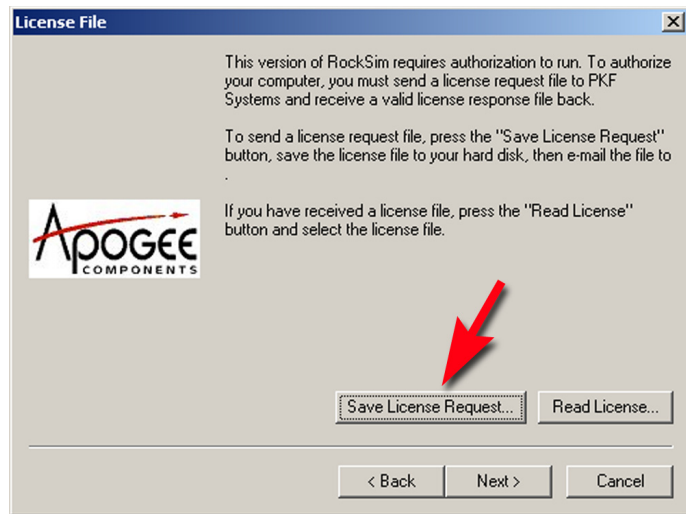 License File
This version of RockSim requires authorization to run. To authorize
your computer, you must send a license request file to PKF
Systems and receive a valid license response file back.
To send a license request file, press the "Save License Request"
button, save the license file to your hard disk, then e-mail the file to
.
If you have received a license file, press the "Read License"
button and select the license file.
APOGEE
COMPONENTS
Save License Request... Read License...
< Back Next > Cancel